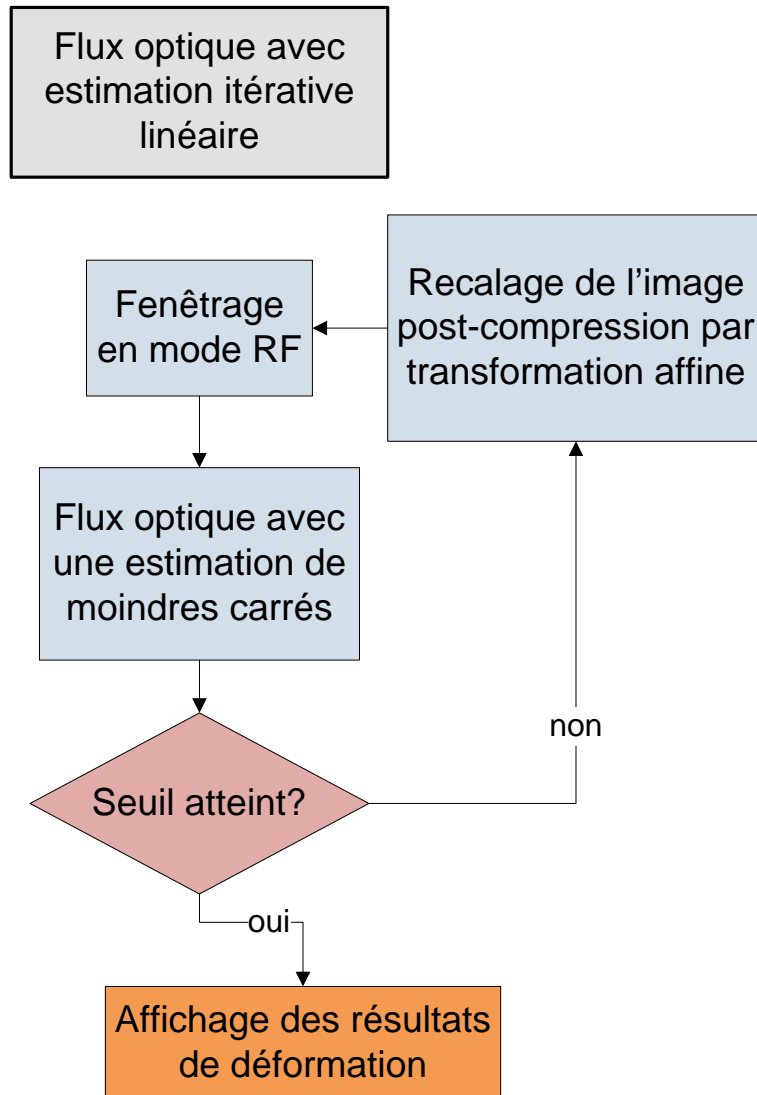 Flux optique avec
estimation itérative
linéaire
Fenêtrage
en mode RF
Recalage de l’image
post-compression par
transformation affine
Flux optique avec
une estimation de
moindres carrés
Seuil atteint?
non
oui
Affichage des résultats
de déformation